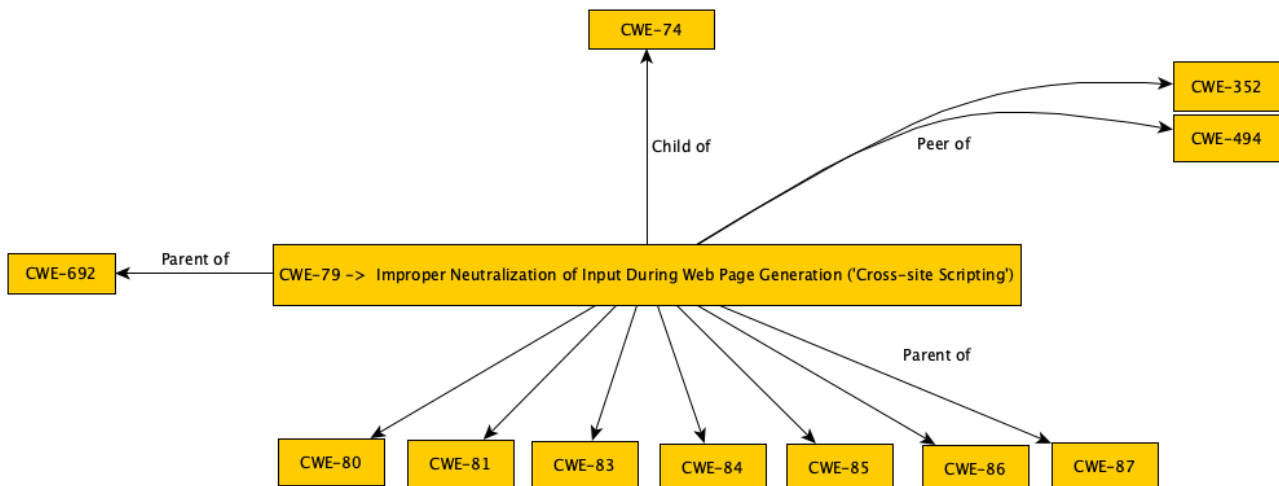 CWE-74
CWE-352
CWE-494
Child of
Peer of
CWE-692
Parent of
CWE-79 -> Improper Neutralization of Input During Web Page Generation ('Cross-site Scripting')
Parent of
CWE-80
CWE-81
CWE-83
CWE-84
CWE-85
CWE-86
CWE-87